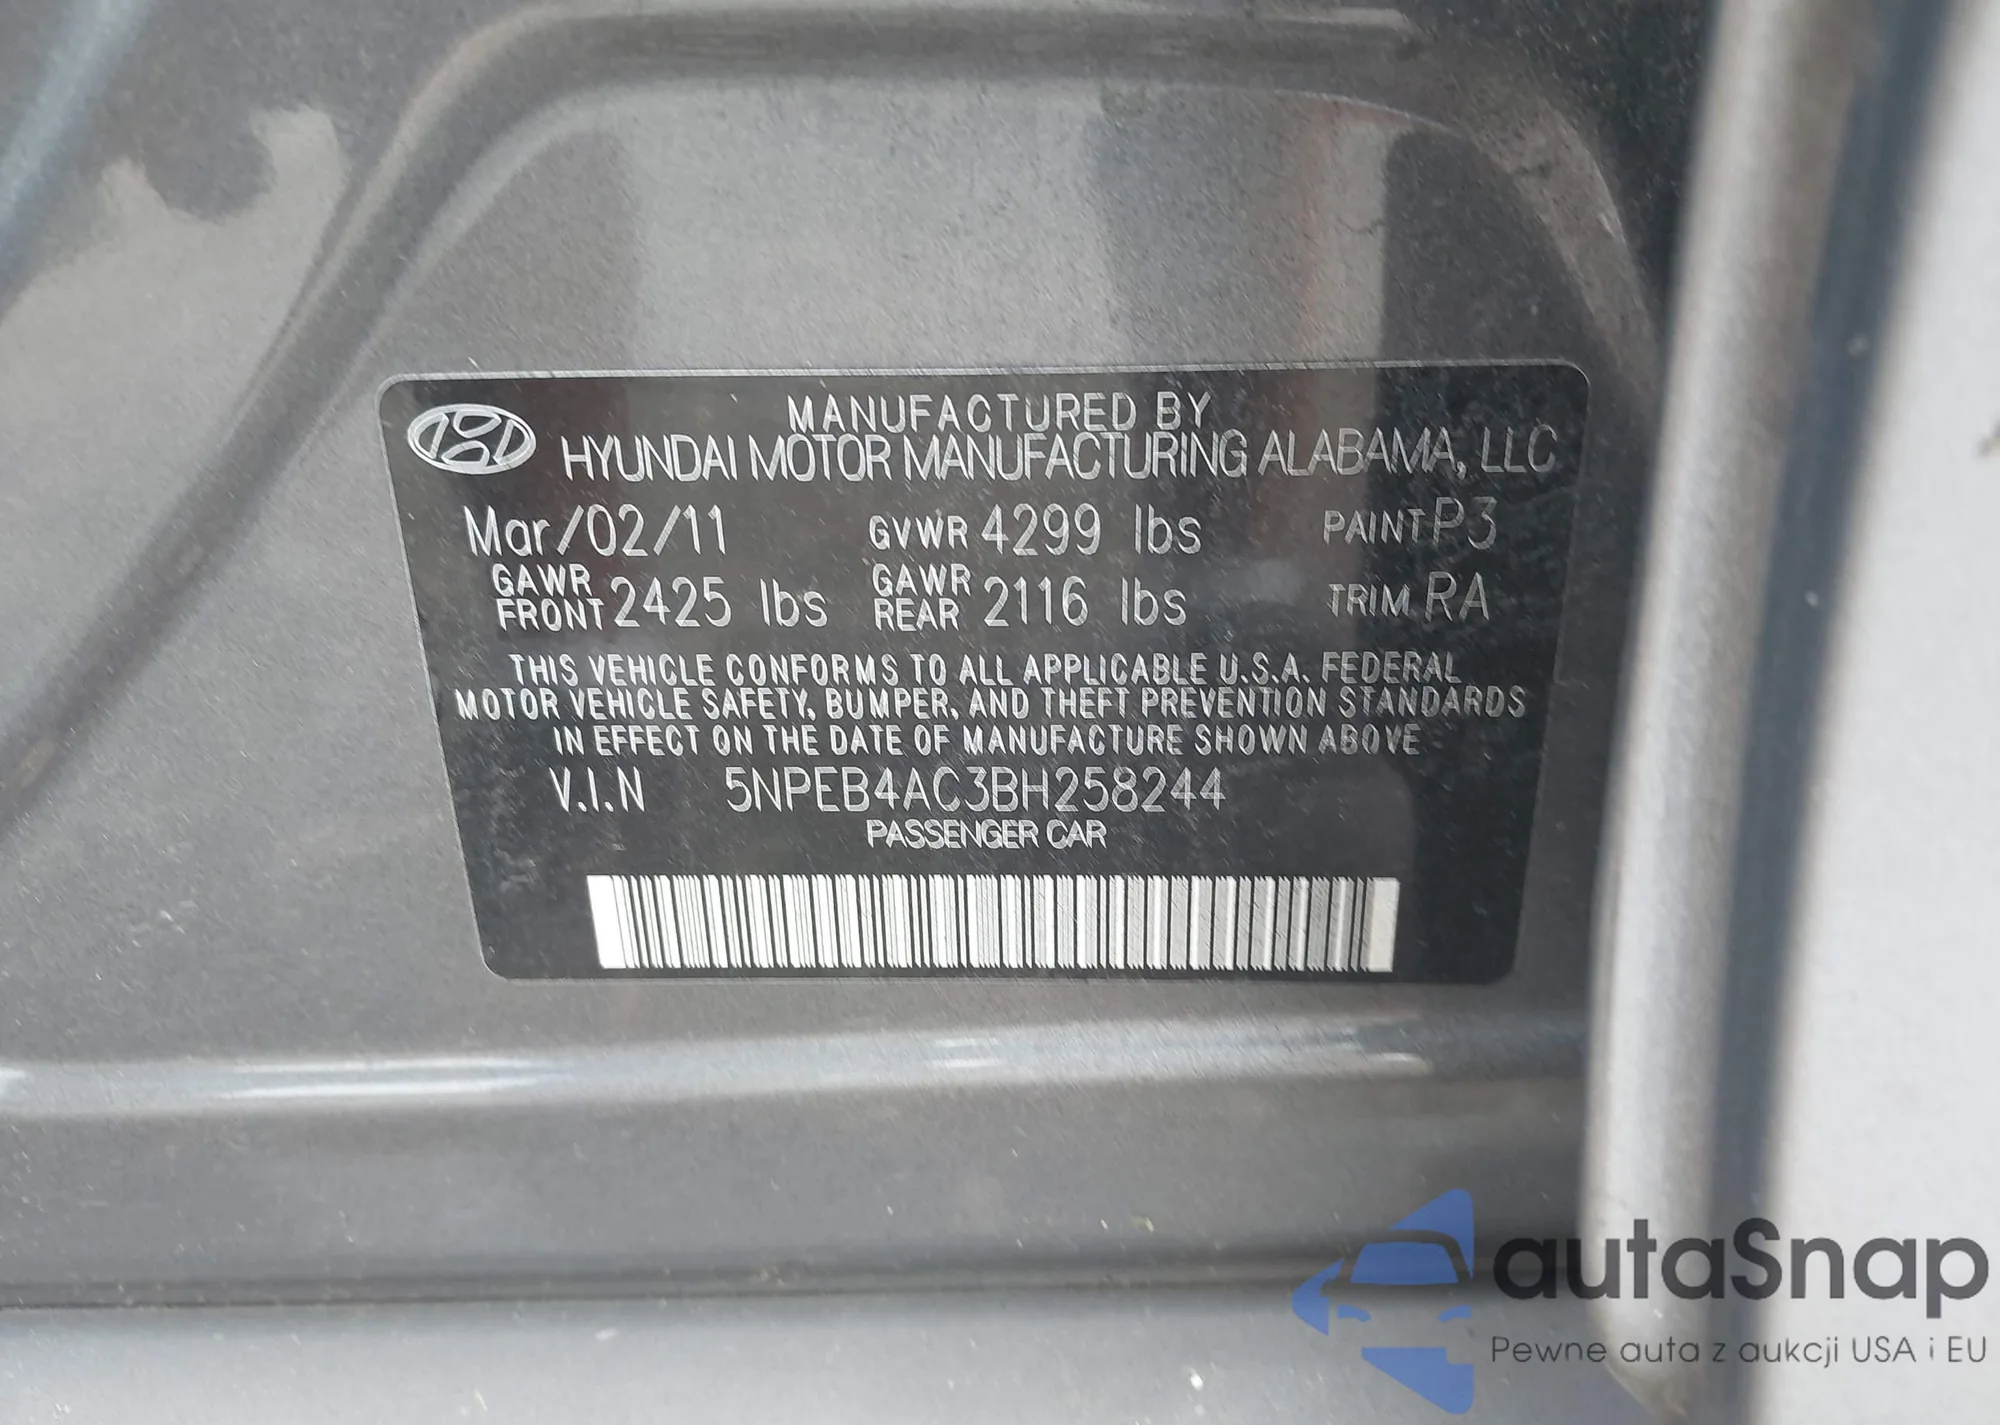 MANUFACTURED BY
HYUNDAI MOTOR MANUFACTURING ALABAMA, LLC
Mar/02/11 GVWR 4299 lbs PAINT P3
GAWR FRONT 2425 lbs GAWR REAR 2116 lbs TRIM RA
THIS VEHICLE CONFORMS TO ALL APPLICABLE U.S.A. FEDERAL
MOTOR VEHICLE SAFETY, BUMPER, AND THEFT PREVENTION STANDARDS
IN EFFECT ON THE DATE OF MANUFACTURE SHOWN ABOVE
V.I.N 5NPEB4AC3BH258244
PASSENGER CAR
autaSnap
Pewne auta z aukcji USA i EU